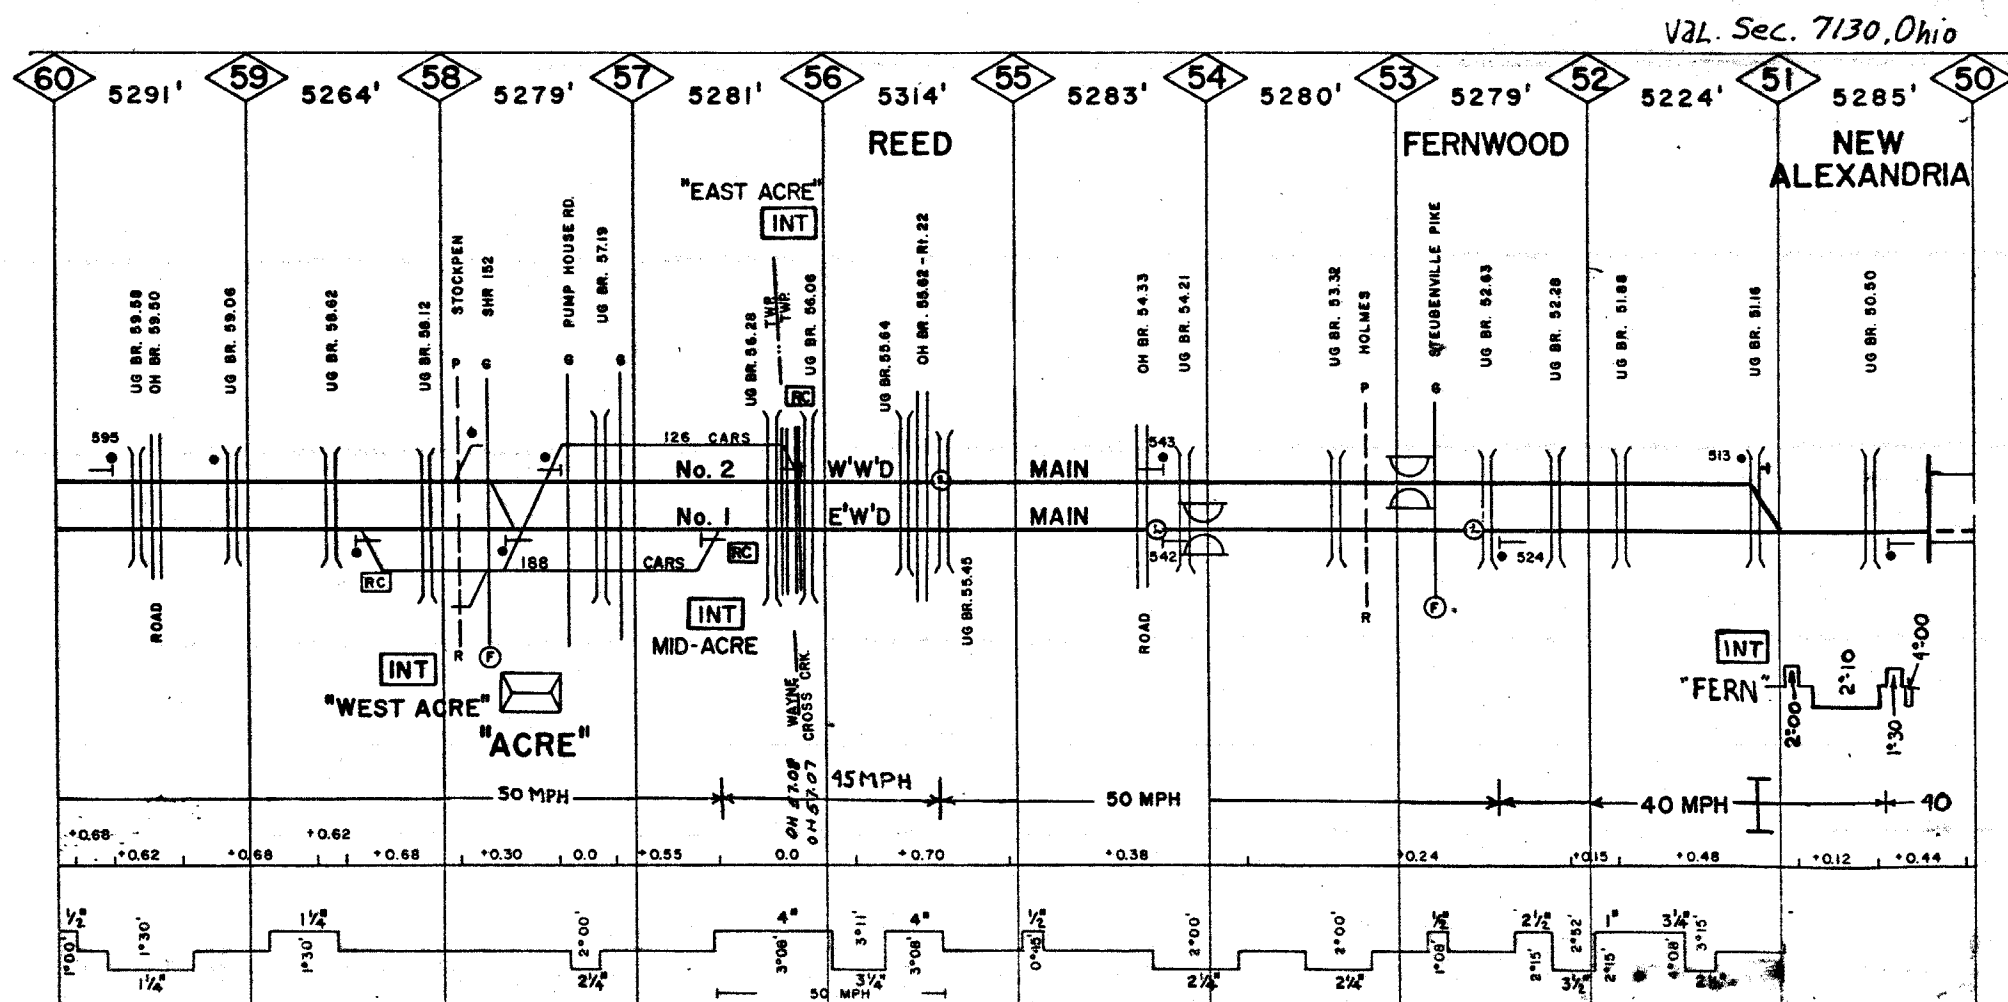 Val. Sec. 7130, Ohio
60 5291' 59 5264' 58 5279' 57 5281' 56 5314' 55 5283' 54 5280' 53 5279' 52 5224' 51 5285' 50
REED
FERNWOOD
NEW
ALEXANDRIA
"EAST ACRE"
INT
UG BR. 59.58
OH BR. 59.50
UG BR. 59.06
UG BR. 58.62
UG BR. 58.12
STOCKPEN
SHR 152
PUMP HOUSE RD.
UG BR. 57.19
UG BR. 56.28
TWP.
TWP.
UG BR. 56.06
UG BR. 55.64
OH BR. 55.62 - Rt. 22
OH BR. 54.33
UG BR. 54.21
UG BR. 53.32
HOLMES
STEUBENVILLE PIKE
UG BR. 52.63
UG BR. 52.28
UG BR. 51.88
UG BR. 51.16
UG BR. 50.50
P G G G P G
RC
595
126 CARS
543
513
No. 2 W'W'D MAIN
No. 1 E'W'D MAIN
188 CARS
RC
RC
542
524
ROAD
UG BR. 55.45
ROAD
R F R F
INT
MID-ACRE
INT
"WEST ACRE"
"ACRE"
WAYNE
CROSS CRK.
OH 57.08
OH 57.07
INT
"FERN"
2°00
2°10
1°30
4°00
50 MPH 45 MPH 50 MPH 40 MPH 40
+0.68 +0.62
+0.62 +0.68 +0.68 +0.30 0.0 +0.55 0.0 +0.70 +0.38 +0.24 +0.15 +0.48 +0.12 +0.44
1/2" 1 1/4" 4" 4" 1/2" 1/2" 2 1/2" 1" 3 1/4"
1°00' 1°30' 1°30' 2°00' 3°08' 3°11' 3°08' 0°45' 2°00' 2°00' 1°08' 2°15' 2°52' 2°15' 4°08' 3°15'
1 1/4" 2 1/4" 3 1/4" 2 1/4" 2 1/4" 3 1/2"
50 MPH